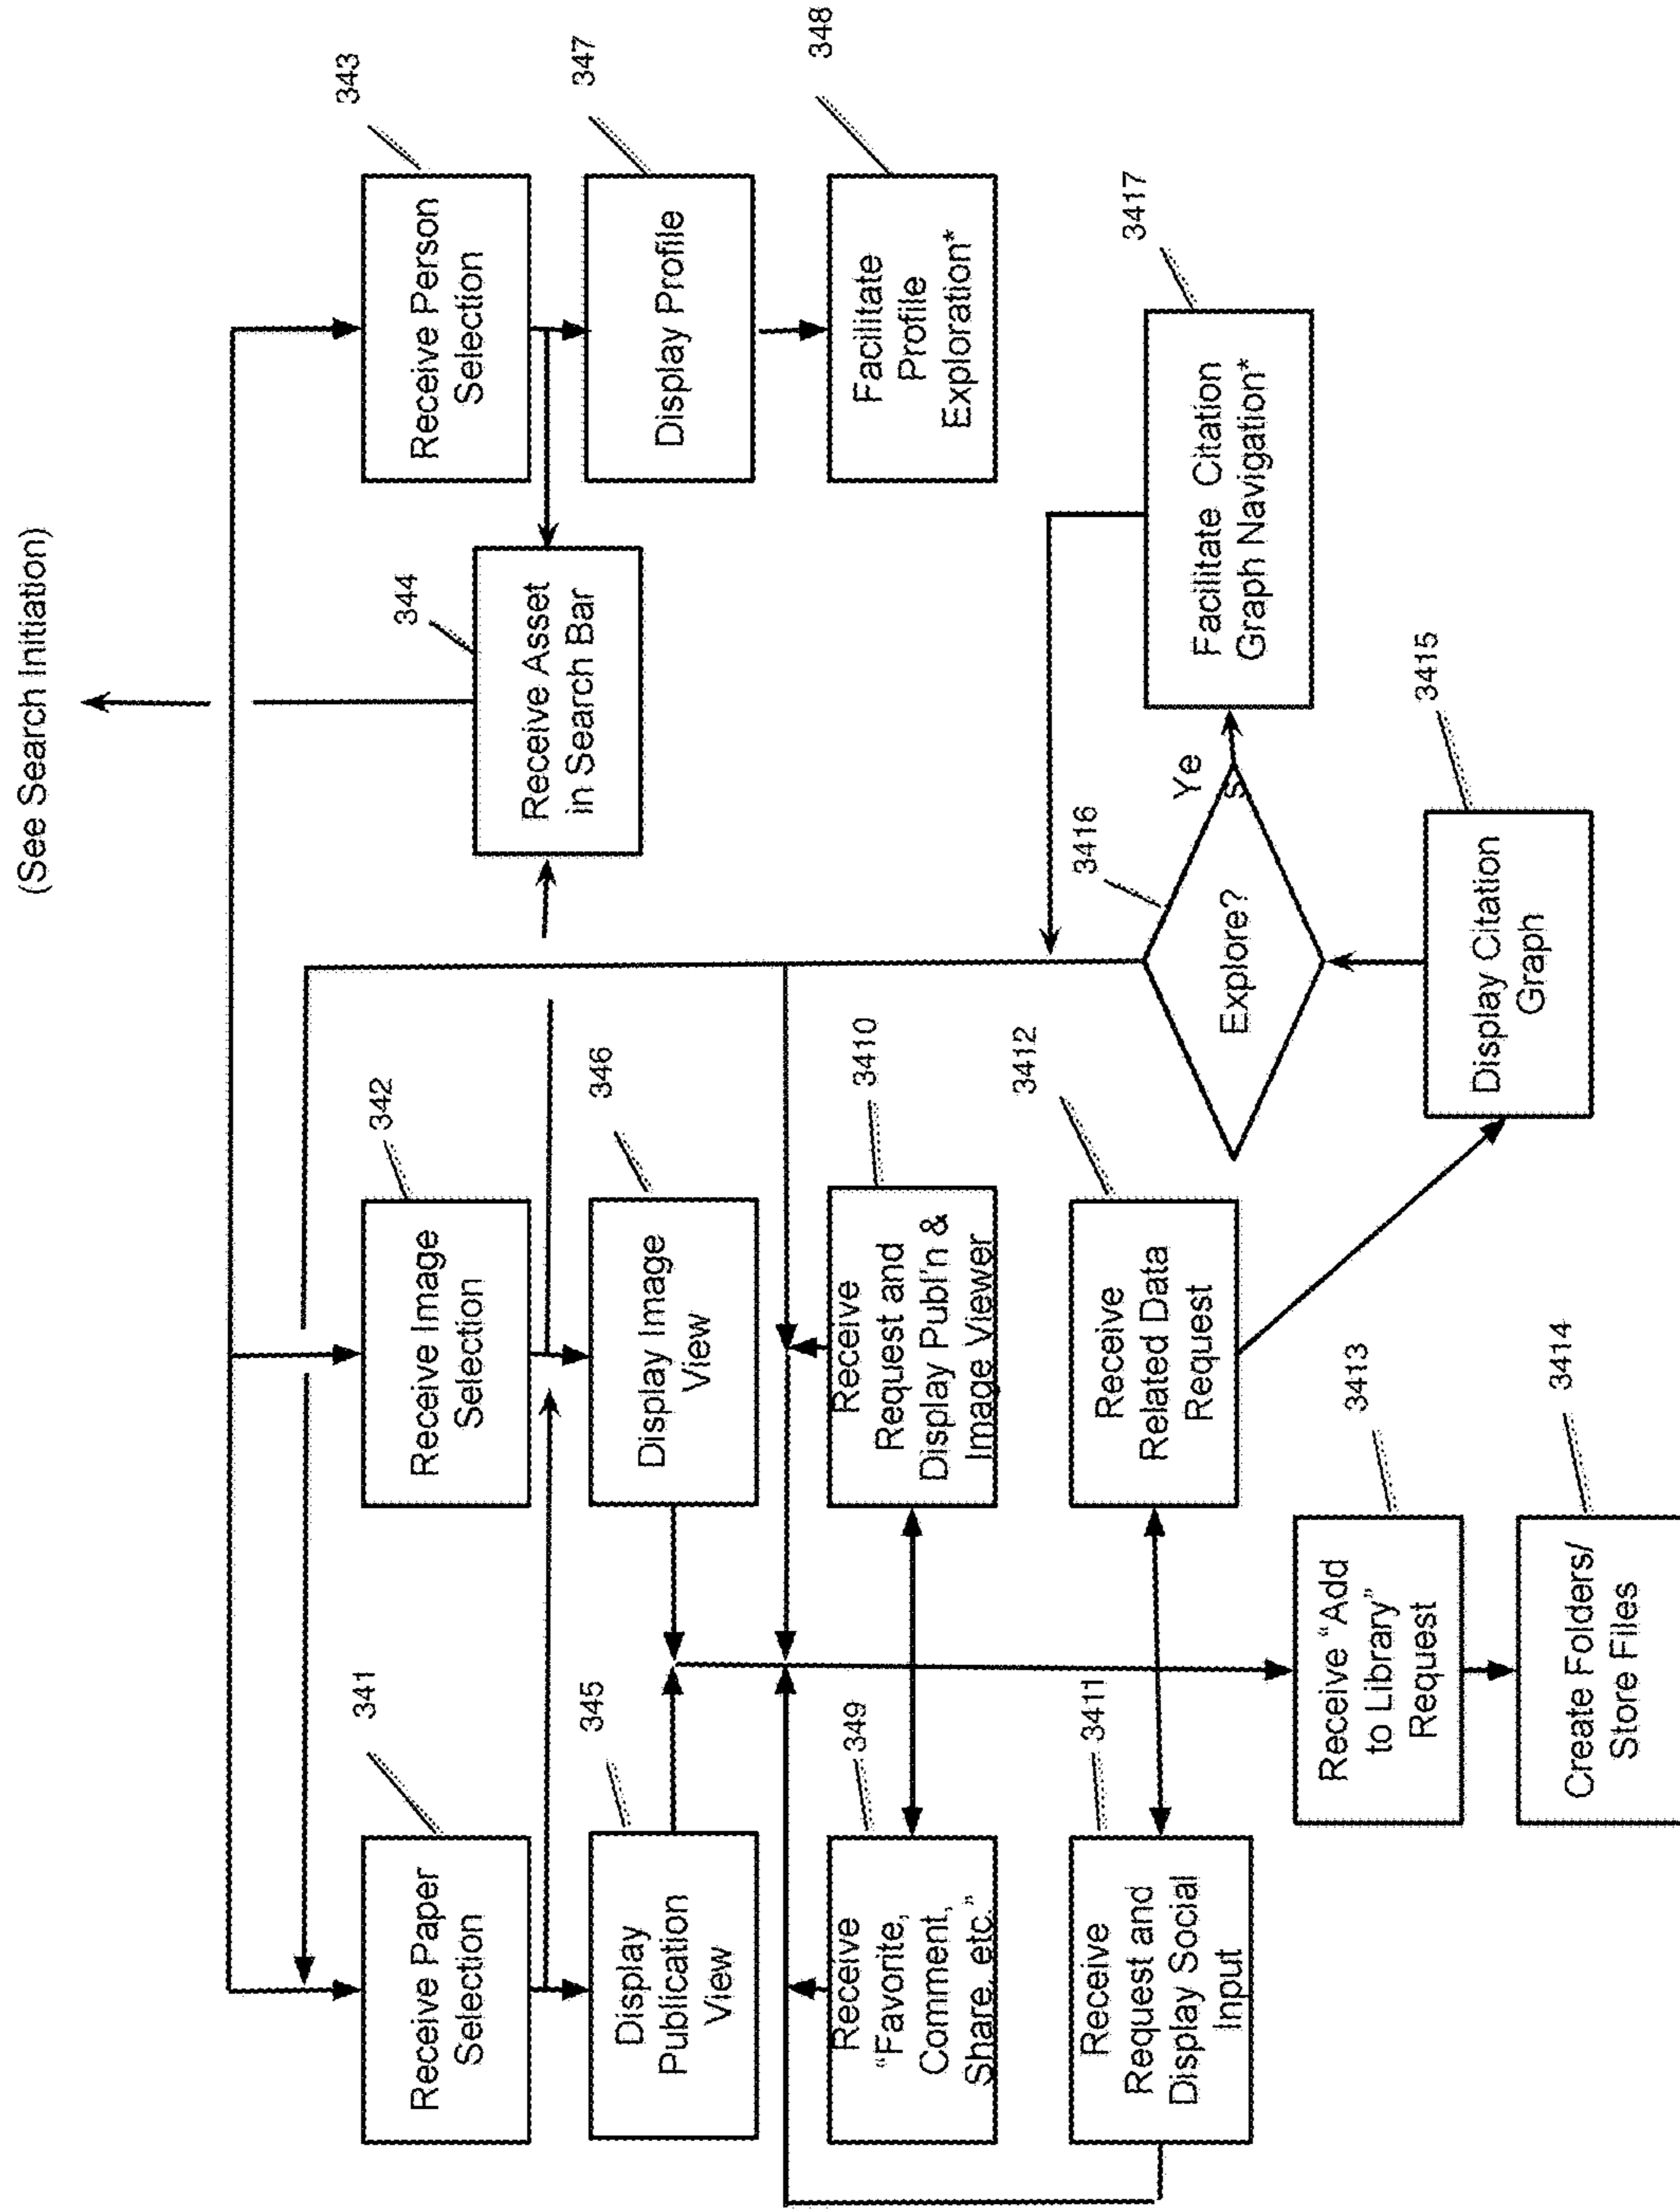 (See Search Initiation)
341
Receive Paper
Selection
342
Receive Image
Selection
344
Receive Asset
in Search Bar
343
Receive Person
Selection
345
Display
Publication
View
346
Display Image
View
347
Display Profile
349
Receive
“Favorite,
Comment,
Share, etc.”
3410
Receive
Request and
Display Publ’n &
Image Viewer
348
Facilitate
Profile
Exploration*
3411
Receive
Request and
Display Social
Input
3412
Receive
Related Data
Request
3416
Explore?
Ye
s
3417
Facilitate Citation
Graph Navigation*
3413
Receive “Add
to Library”
Request
3415
Display Citation
Graph
3414
Create Folders/
Store Files